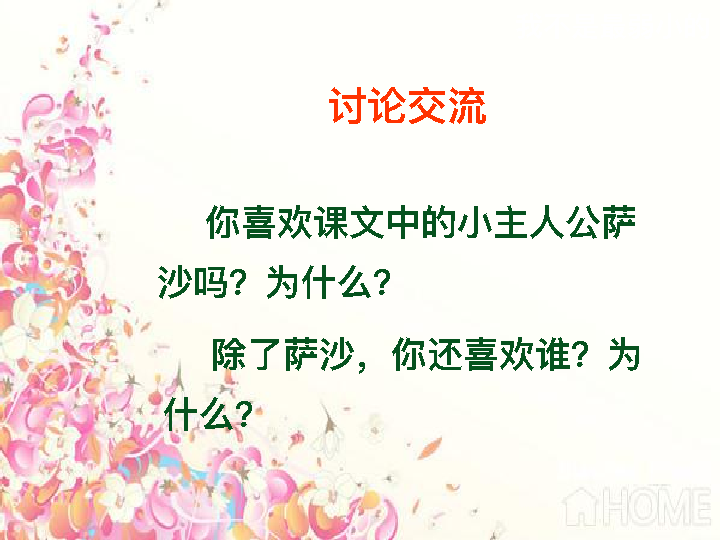 讨论交流
你喜欢课文中的小主人公萨
沙吗？为什么？
除了萨沙，你还喜欢谁？为
什么？
HOME